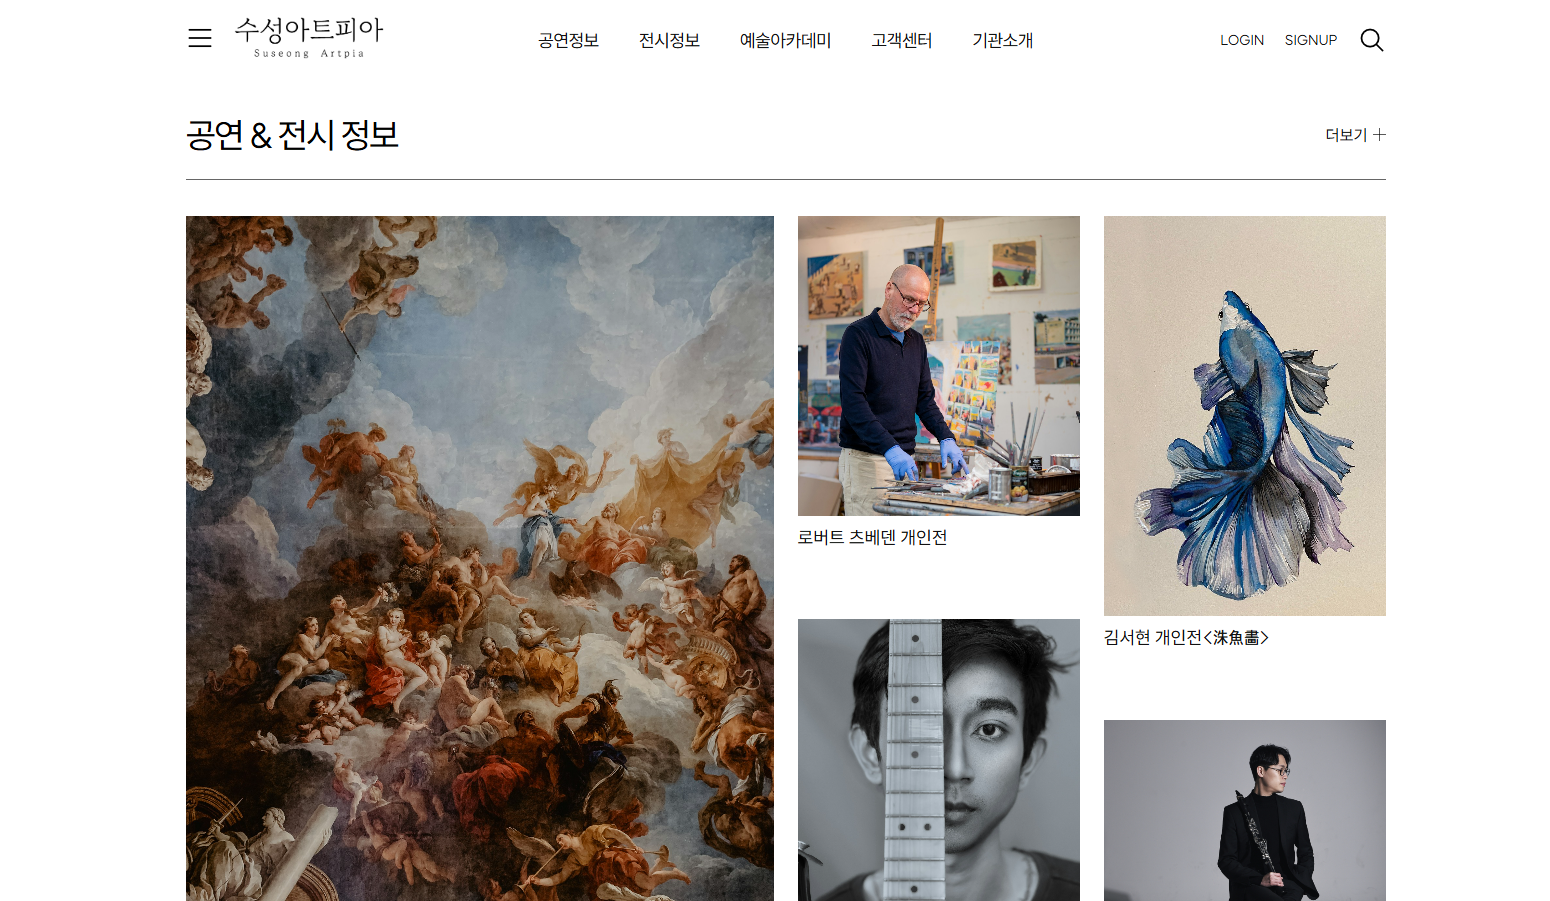 수성아트피아
Suseong Artpia
공연정보
전시정보
예술아카데미
고객센터
기관소개
LOGIN
SIGNUP
공연 & 전시 정보
더보기
로버트 츠베덴 개인전
김서현 개인전<洙魚畵>